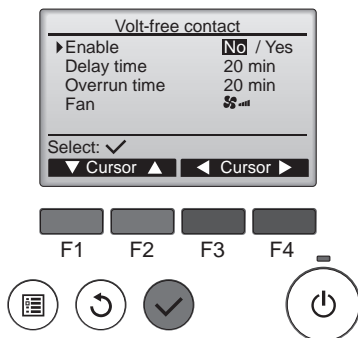 Volt-free contact
Enable No / Yes
Delay time 20 min
Overrun time 20 min
Fan
Select:
Cursor Cursor
F1 F2 F3 F4